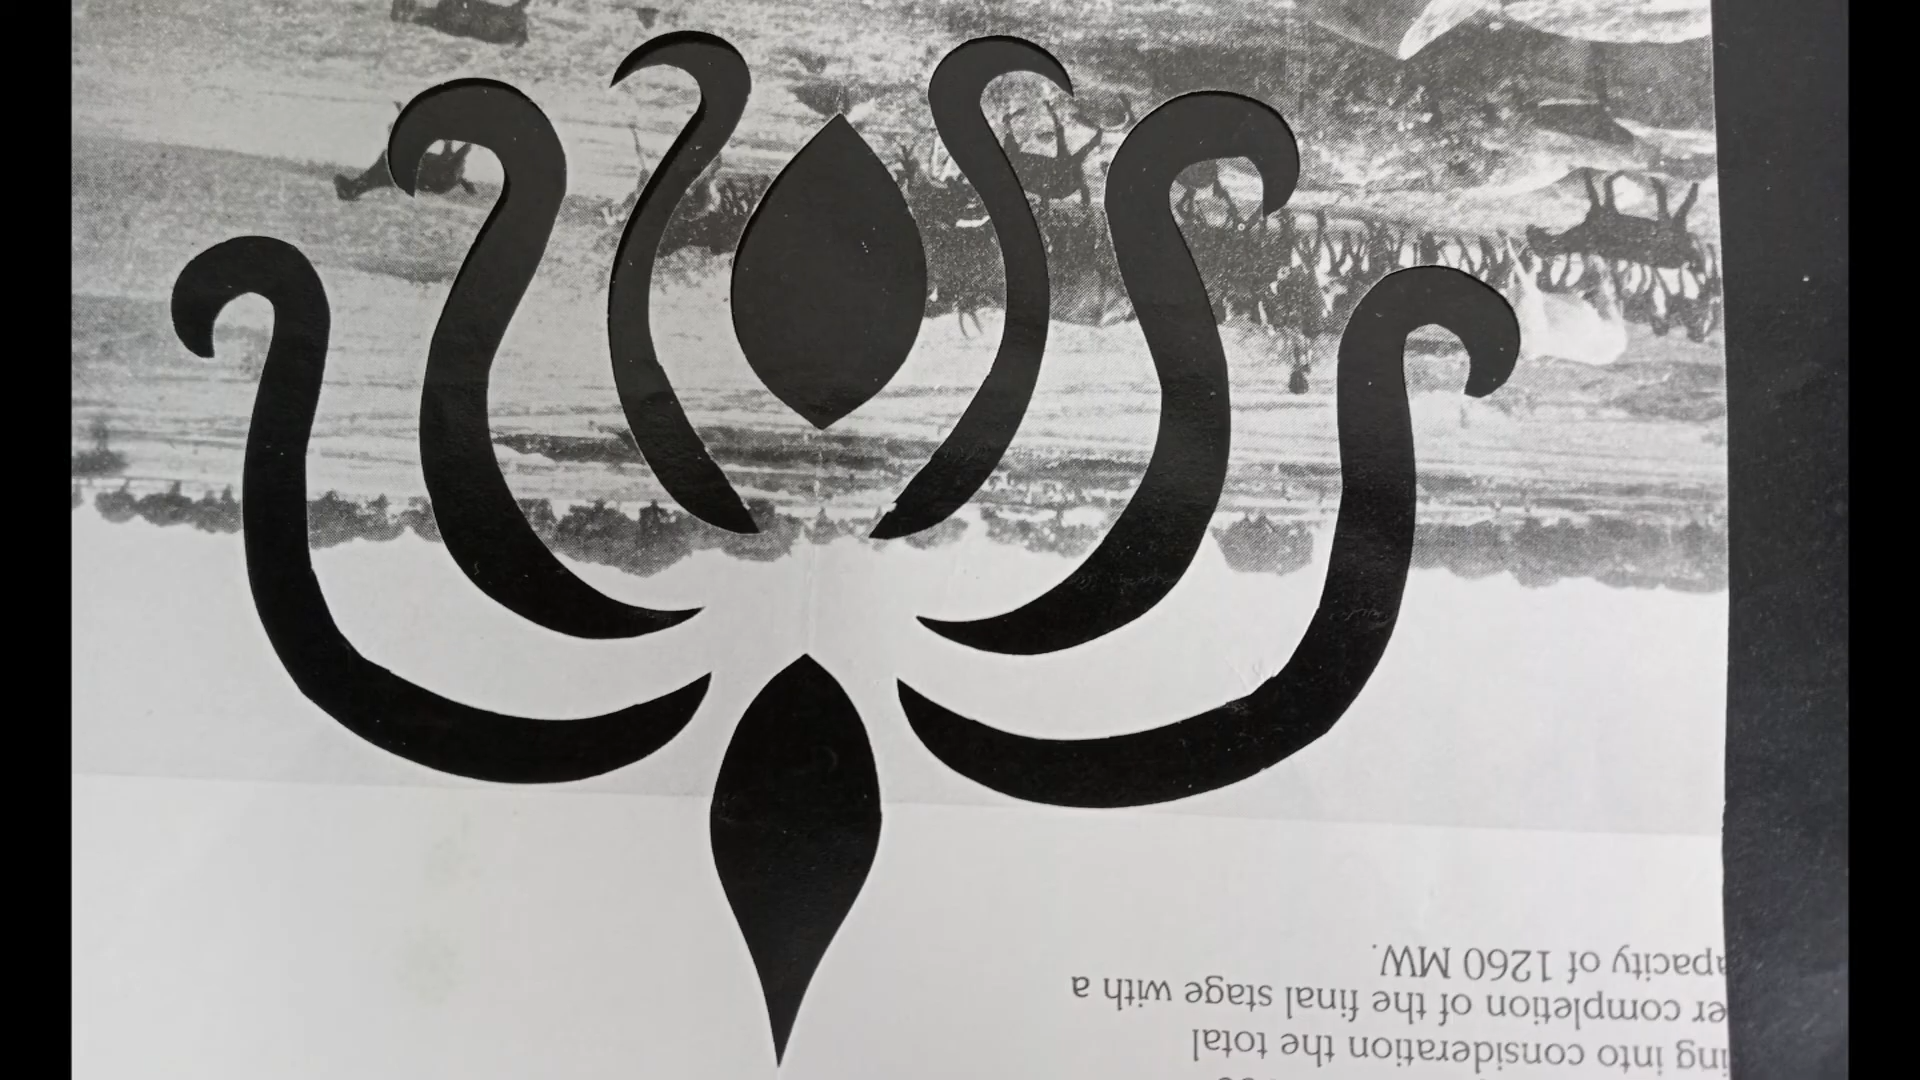 ing into consideration the total
er completion of the final stage with a
apacity of 1260 MW.